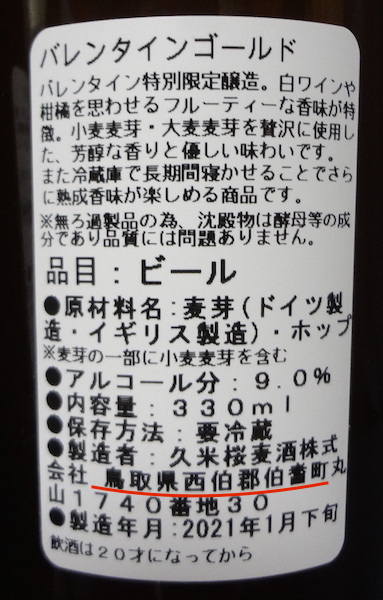 バレンタインゴールド
バレンタイン特別限定醸造。白ワインや
柑橘を思わせるフルーティーな香味が特
徴。小麦麦芽・大麦麦芽を贅沢に使用し
た、芳醇な香りと優しい味わいです。
また冷蔵庫で長期間寝かせることでさら
に熟成香味が楽しめる商品です。
※無ろ過製品の為、沈殿物は酵母等の成
分であり品質には問題ありません。
品目：ビール
●原材料名：麦芽（ドイツ製
造・イギリス製造）・ホップ
※麦芽の一部に小麦麦芽を含む
●アルコール分：9.0%
●内容量：330ml
●保存方法：要冷蔵
●製造者：久米桜麦酒株式
会社 鳥取県西伯郡伯耆町丸
山1740番地30
●製造年月:2021年1月下旬
飲酒は20才になってから